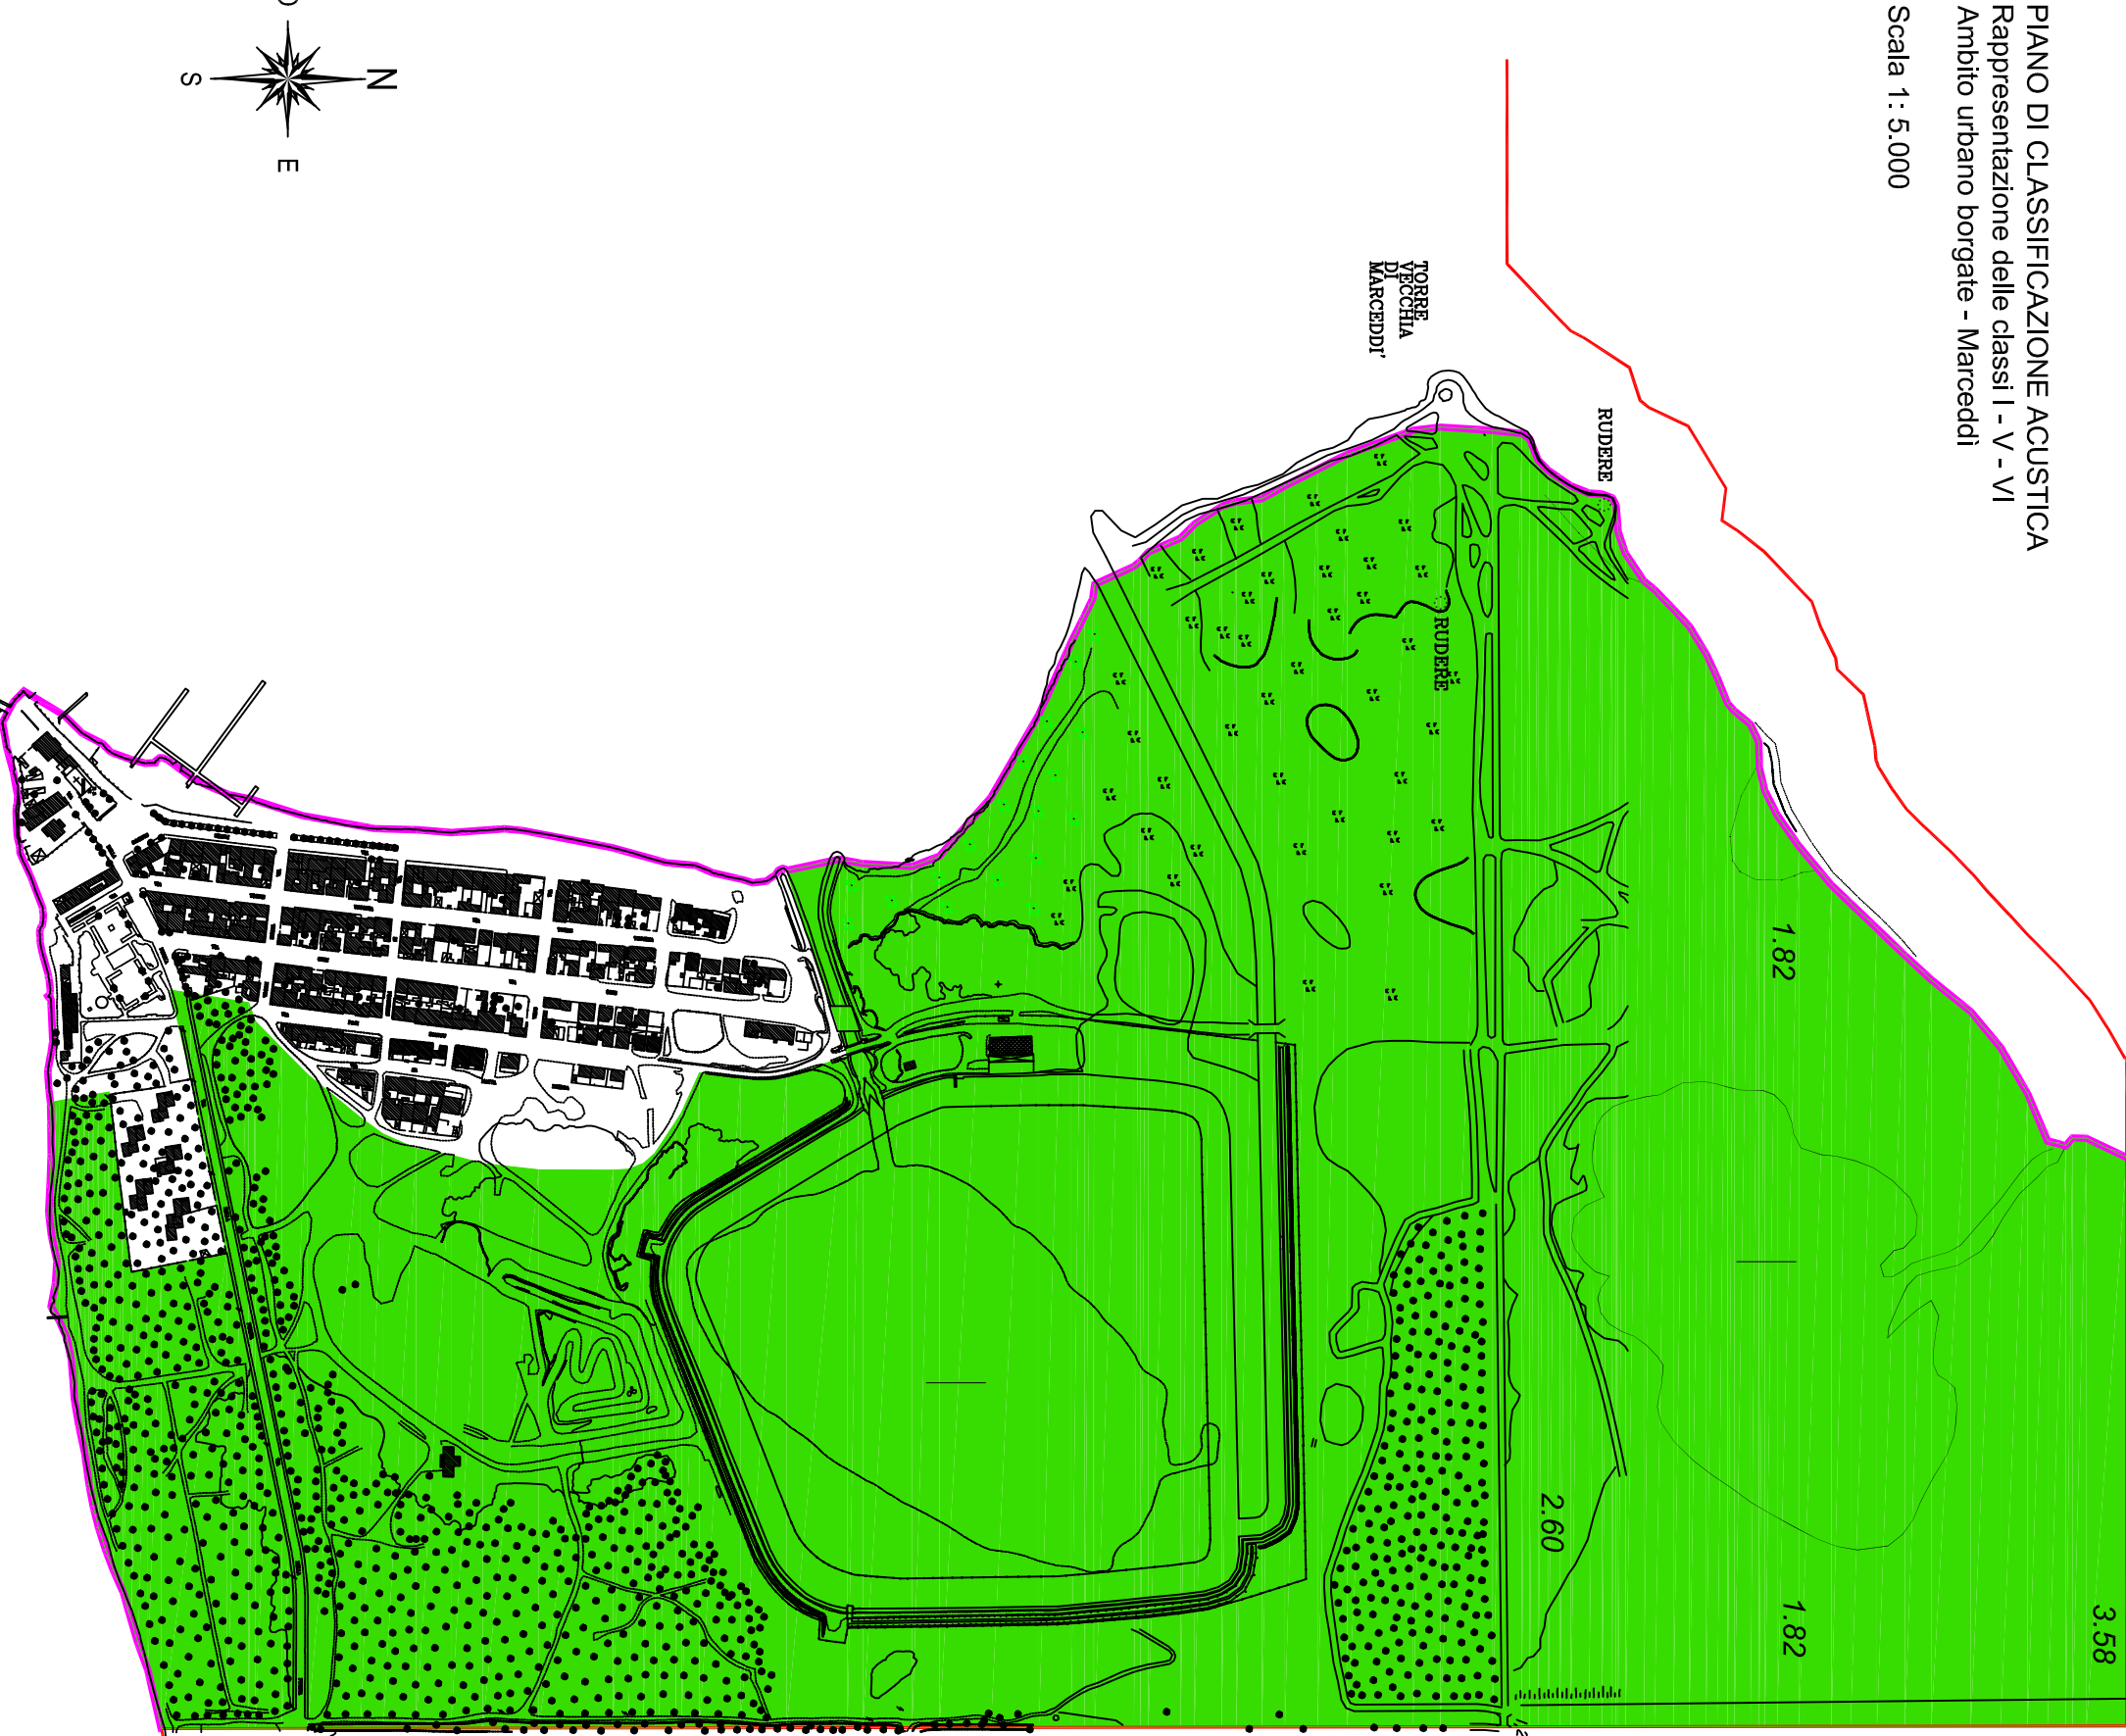 PIANO DI CLASSIFICAZIONE ACUSTICA
Rappresentazione delle classi I - V - VI
Ambito urbano borgate - Marceddì
Scala 1: 5.000
N
S
E
TORRE
VECCHIA
DI
MARCEDDI'
RUDERE
RUDERE
1.82
2.60
1.82
3.58